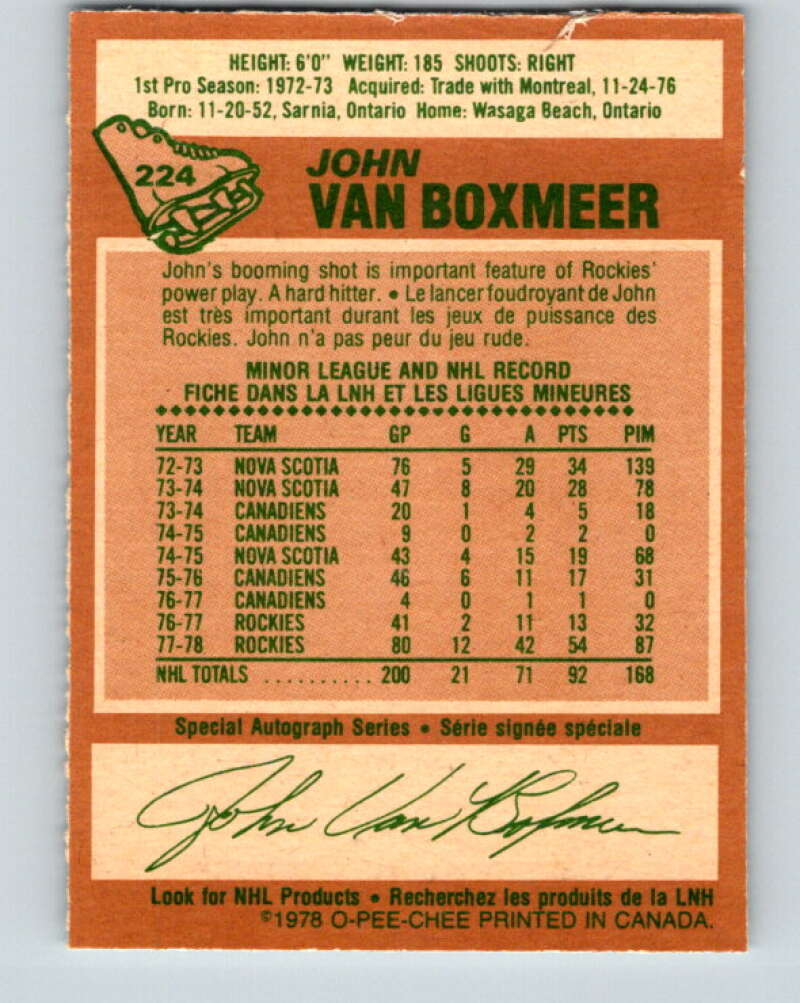 HEIGHT: 6'0" WEIGHT: 185 SHOOTS: RIGHT
1st Pro Season: 1972-73 Acquired: Trade with Montreal, 11-24-76
Born: 11-20-52, Sarnia, Ontario Home: Wasaga Beach, Ontario
224
JOHN
VAN BOXMEER
John's booming shot is important feature of Rockies'
power play. A hard hitter. • Le lancer foudroyant de John
est très important durant les jeux de puissance des
Rockies. John n'a pas peur du jeu rude.
MINOR LEAGUE AND NHL RECORD
FICHE DANS LA LNH ET LES LIGUES MINEURES
YEAR TEAM GP G A PTS PIM
72-73 NOVA SCOTIA 76 5 29 34 139
73-74 NOVA SCOTIA 47 8 20 28 78
73-74 CANADIENS 20 1 4 5 18
74-75 CANADIENS 9 0 2 2 0
74-75 NOVA SCOTIA 43 4 15 19 68
75-76 CANADIENS 46 6 11 17 31
76-77 CANADIENS 4 0 1 1 0
76-77 ROCKIES 41 2 11 13 32
77-78 ROCKIES 80 12 42 54 87
NHL TOTALS .......... 200 21 71 92 168
Special Autograph Series • Série signée spéciale
John Van Boxmeer
Look for NHL Products • Recherchez les produits de la LNH
©1978 O-PEE-CHEE PRINTED IN CANADA.